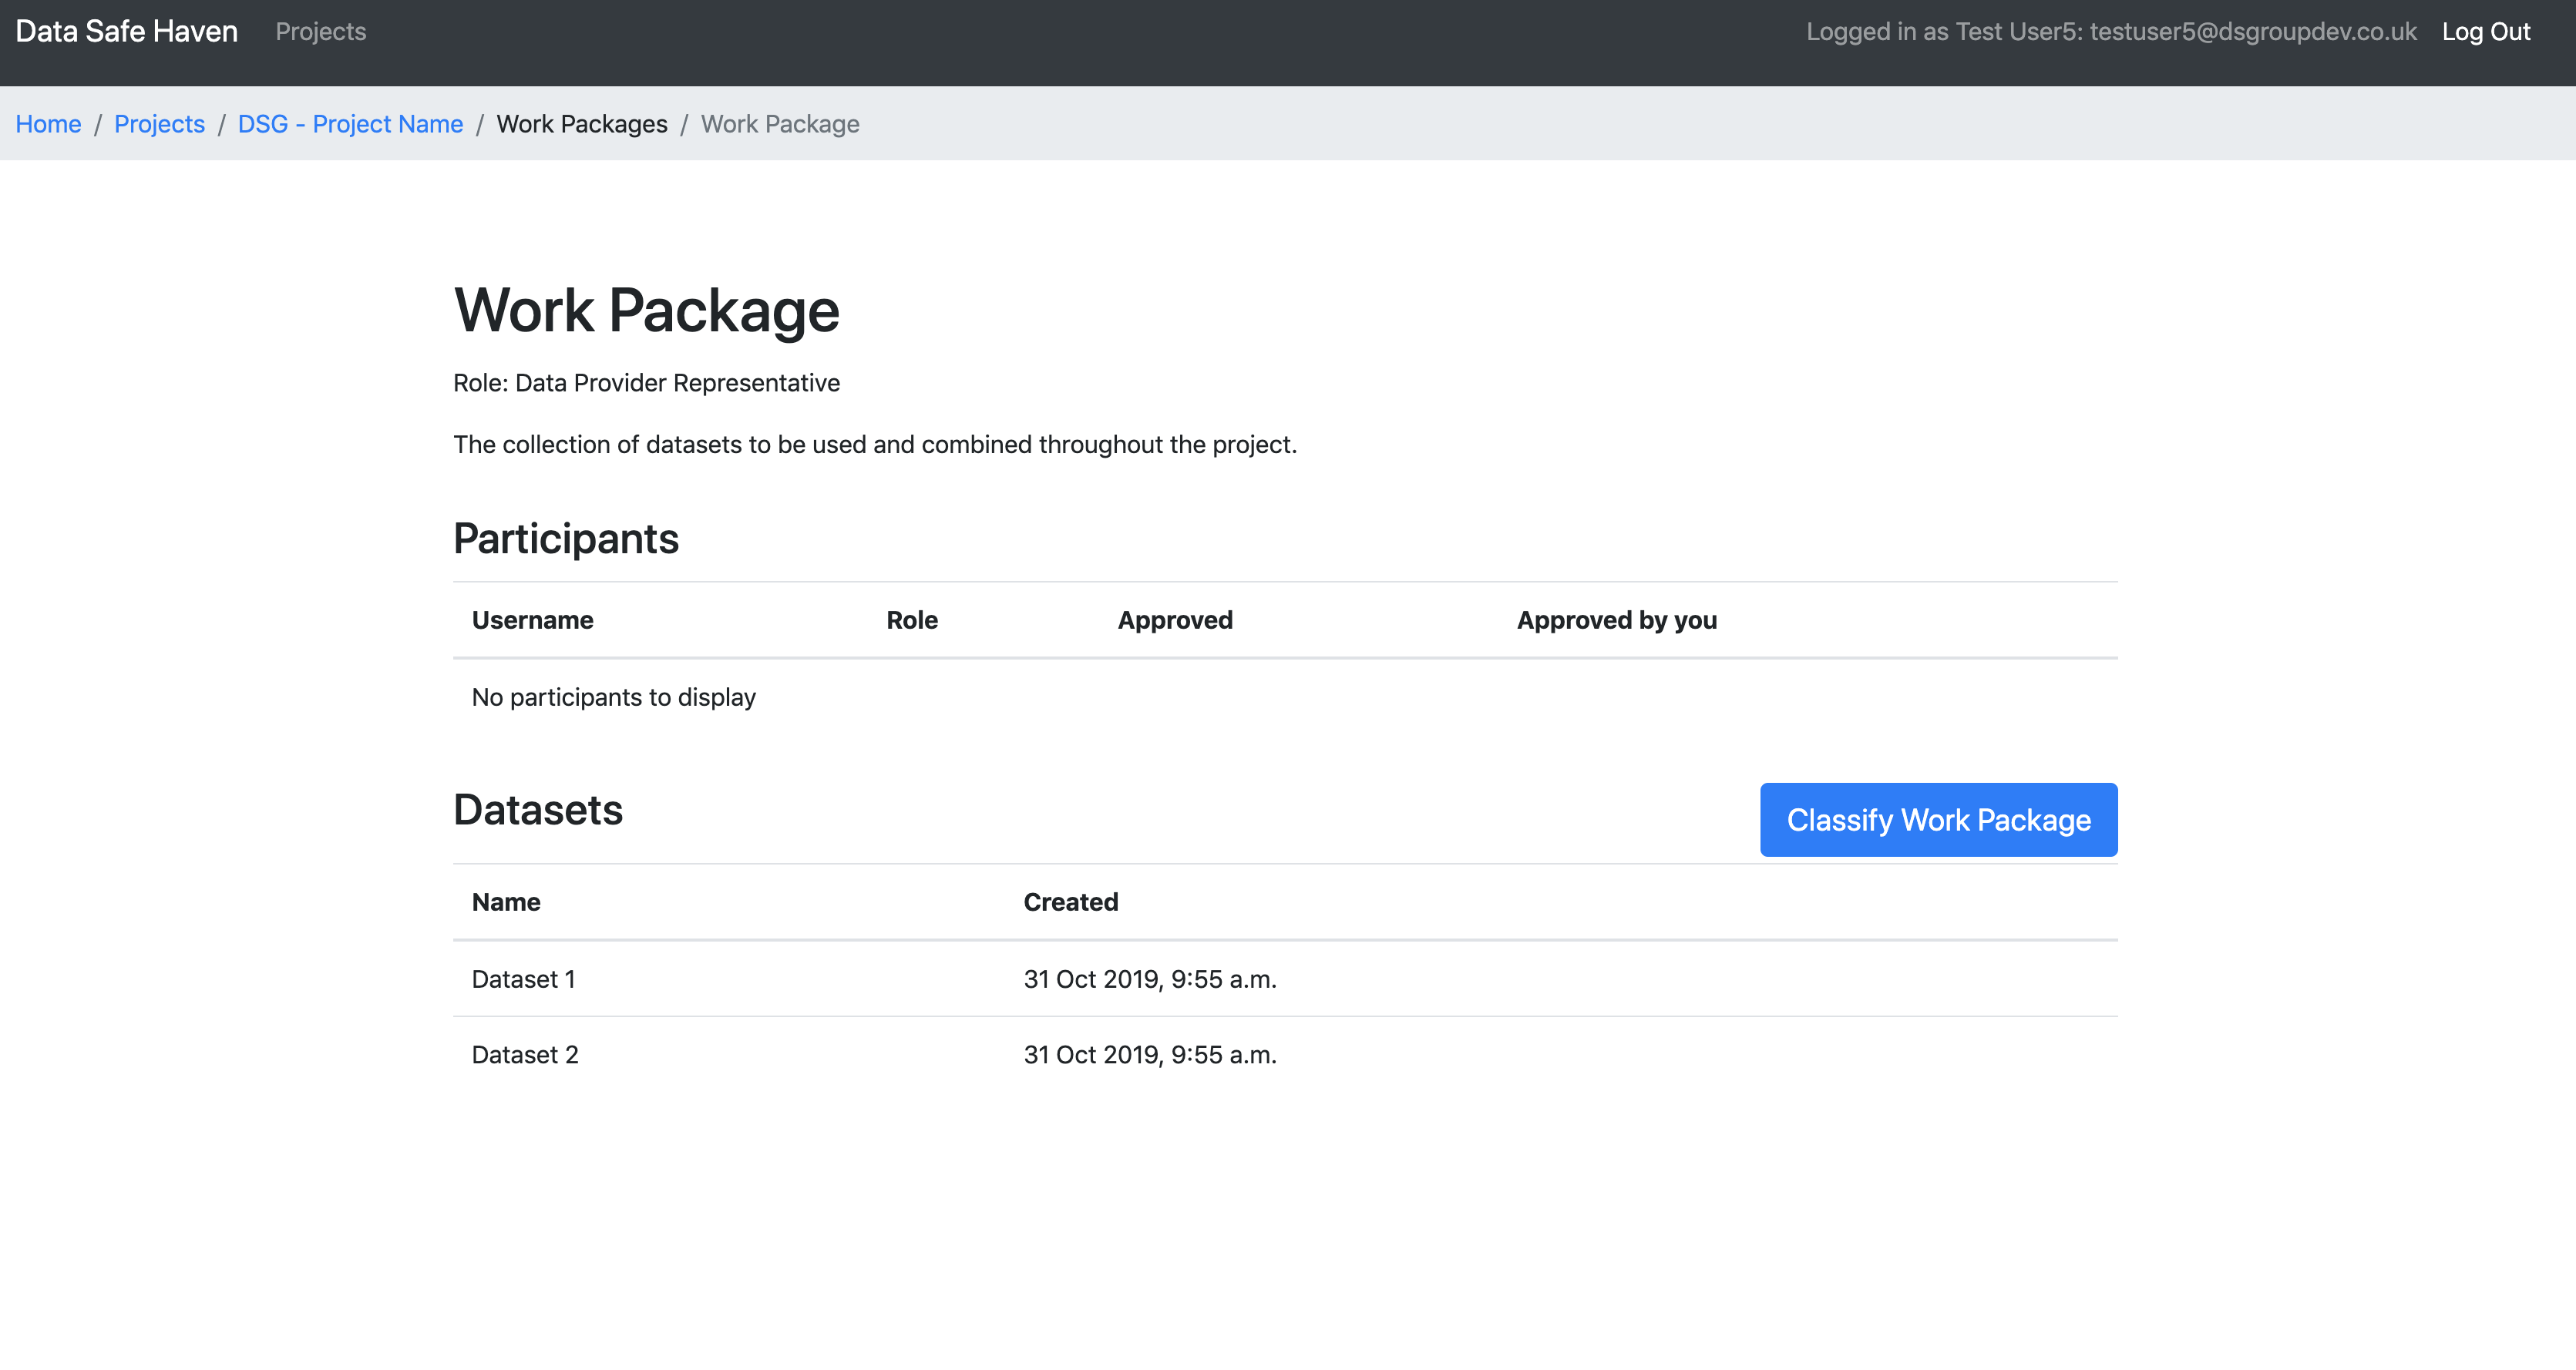 Data Safe Haven Projects Logged in as Test User5: testuser5@dsgroupdev.co.uk Log Out
Home / Projects / DSG - Project Name / Work Packages / Work Package
Work Package
Role: Data Provider Representative
The collection of datasets to be used and combined throughout the project.
Participants
Username Role Approved Approved by you
No participants to display
Datasets Classify Work Package
Name Created
Dataset 1 31 Oct 2019, 9:55 a.m.
Dataset 2 31 Oct 2019, 9:55 a.m.